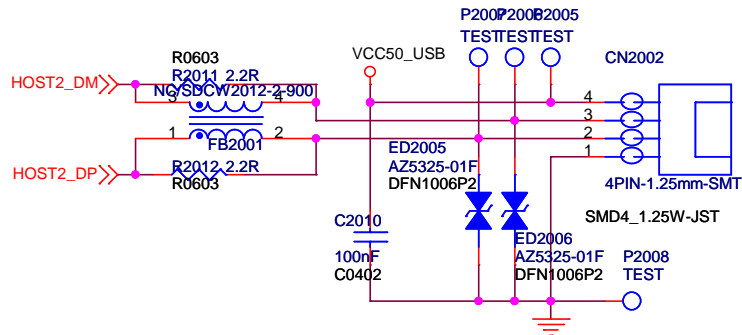 P2007 P2006 P2005
TEST TEST TEST
R0603
VCC50_USB
CN2002
HOST2_DM
R2011 2.2R
NC/SDCW2012-2-900
3 4
4
3
1 2
2
FB2001
ED2005
1
AZ5325-01F
HOST2_DP
R2012 2.2R
R0603
DFN1006P2
4PIN-1.25mm-SMT
C2010
SMD4_1.25W-JST
100nF
C0402
ED2006
AZ5325-01F
DFN1006P2
P2008
TEST